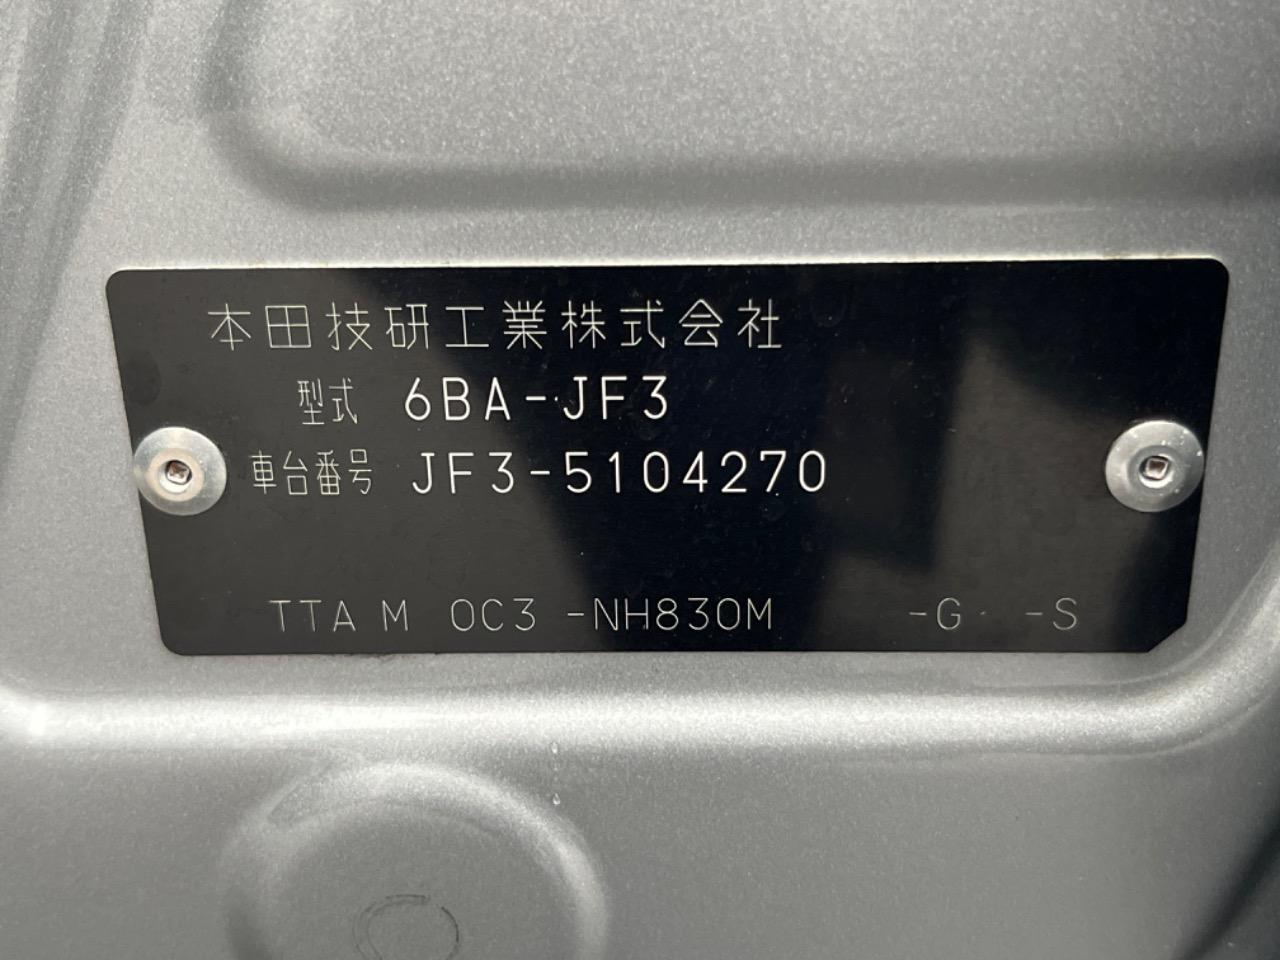 本田技研工業株式会社
型式 6BA-JF3
車台番号 JF3-5104270
TTA M 0C3 -NH830M -G -S